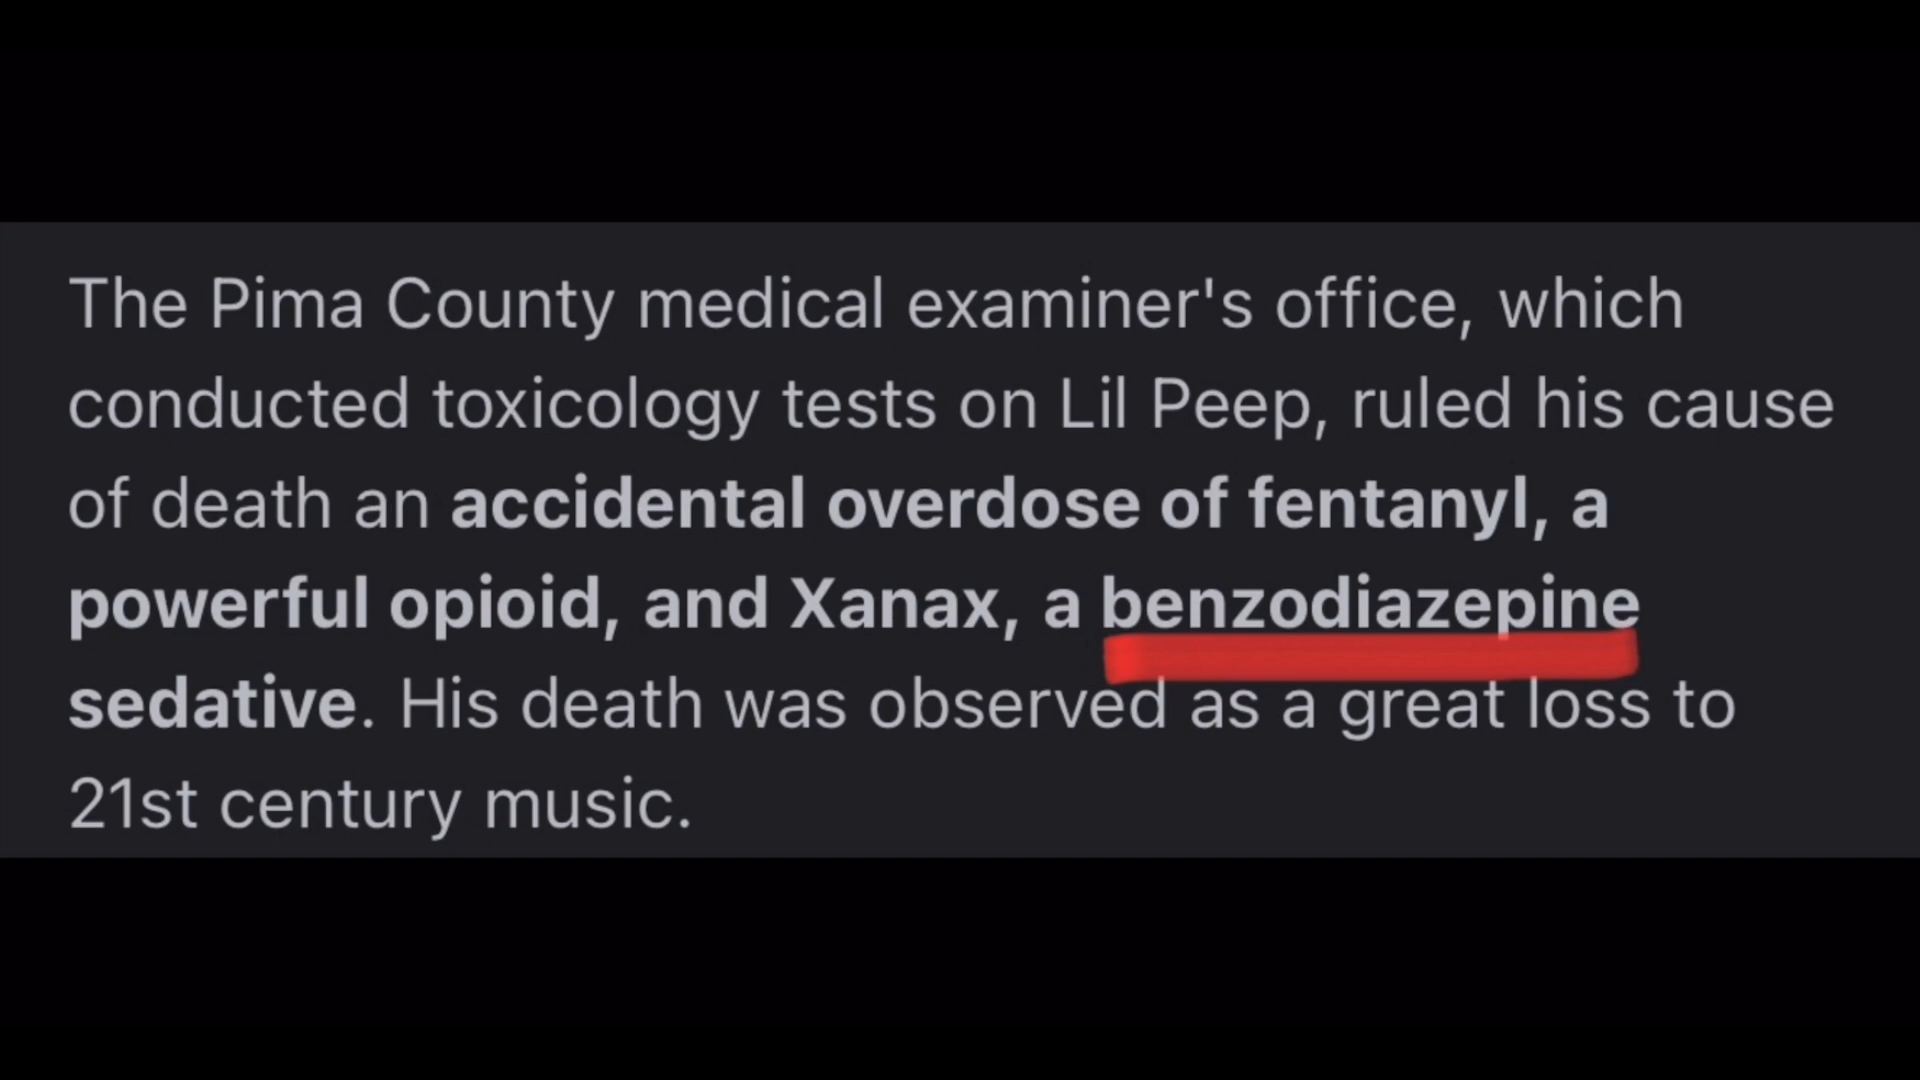 The Pima County medical examiner's office, which
conducted toxicology tests on Lil Peep, ruled his cause
of death an accidental overdose of fentanyl, a
powerful opioid, and Xanax, a benzodiazepine
sedative. His death was observed as a great loss to
21st century music.